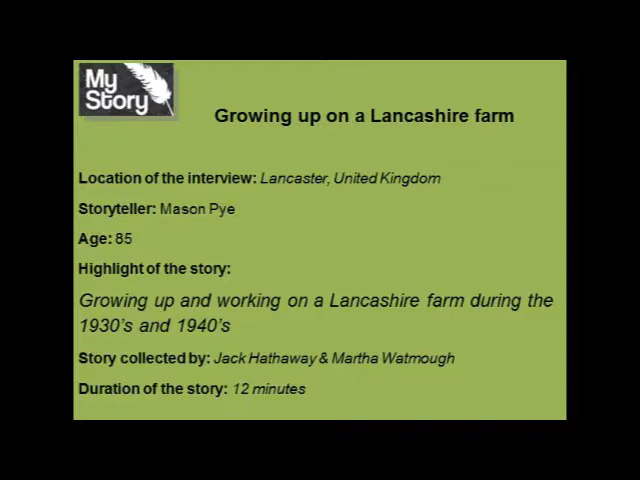 My
Story
Growing up on a Lancashire farm
Location of the interview: Lancaster, United Kingdom
Storyteller: Mason Pye
Age: 85
Highlight of the story:
Growing up and working on a Lancashire farm during the
1930's and 1940's
Story collected by: Jack Hathaway & Martha Watmough
Duration of the story: 12 minutes